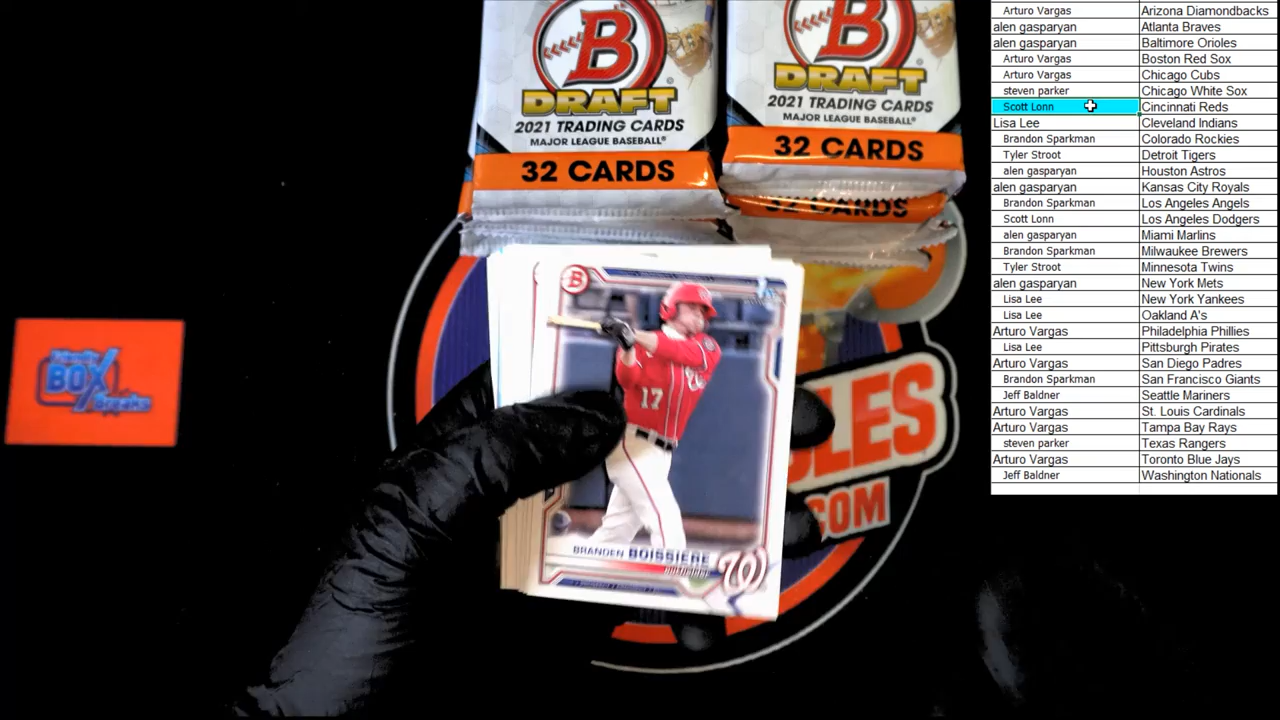 B
DRAFT
2021 TRADING CARDS
MAJOR LEAGUE BASEBALL®
32 CARDS
B
DRAFT
2021 TRADING CARDS
MAJOR LEAGUE BASEBALL®
32 CARDS
32 CARDS
BOX
Breaks
B
17
BRANDEN BOISSIERE
W
LES
.COM
Arturo Vargas Arizona Diamondbacks
alen gasparyan Atlanta Braves
alen gasparyan Baltimore Orioles
Arturo Vargas Boston Red Sox
Arturo Vargas Chicago Cubs
steven parker Chicago White Sox
Scott Lonn Cincinnati Reds
Lisa Lee Cleveland Indians
Brandon Sparkman Colorado Rockies
Tyler Stroot Detroit Tigers
alen gasparyan Houston Astros
alen gasparyan Kansas City Royals
Brandon Sparkman Los Angeles Angels
Scott Lonn Los Angeles Dodgers
alen gasparyan Miami Marlins
Brandon Sparkman Milwaukee Brewers
Tyler Stroot Minnesota Twins
alen gasparyan New York Mets
Lisa Lee New York Yankees
Lisa Lee Oakland A's
Arturo Vargas Philadelphia Phillies
Lisa Lee Pittsburgh Pirates
Arturo Vargas San Diego Padres
Brandon Sparkman San Francisco Giants
Jeff Baldner Seattle Mariners
Arturo Vargas St. Louis Cardinals
Arturo Vargas Tampa Bay Rays
steven parker Texas Rangers
Arturo Vargas Toronto Blue Jays
Jeff Baldner Washington Nationals